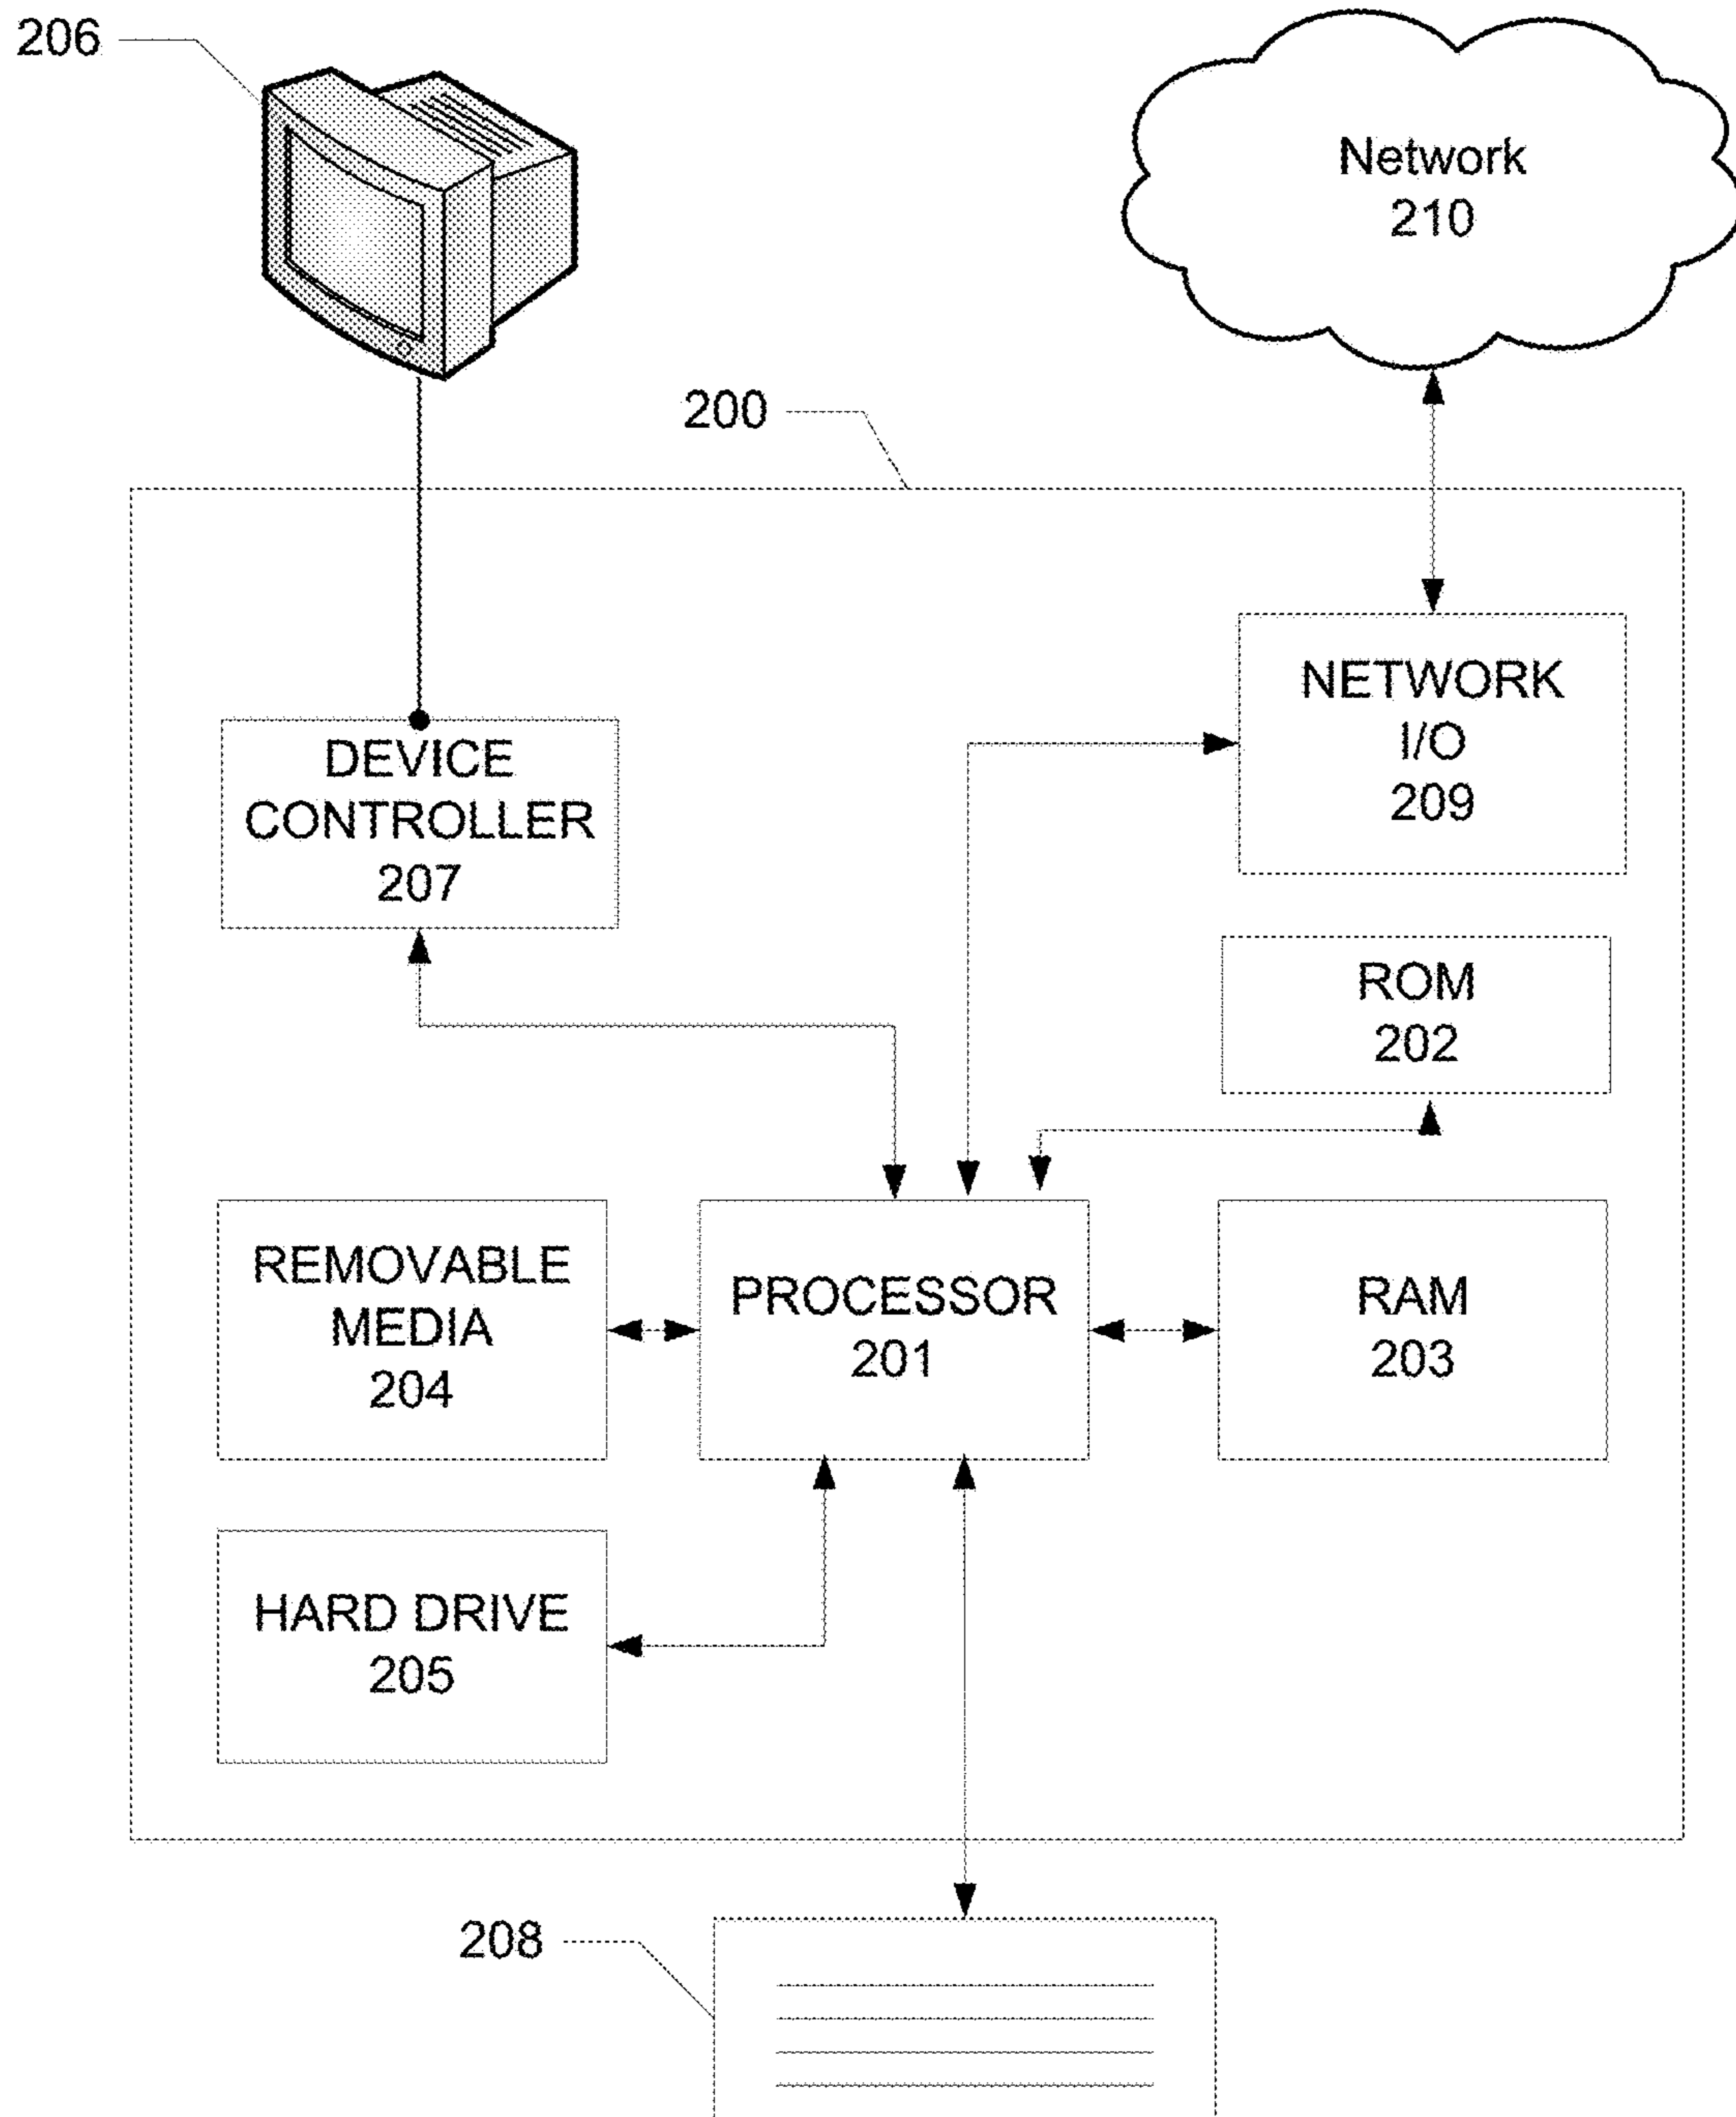 206
Network
210
200
NETWORK
I/O
209
DEVICE
CONTROLLER
207
ROM
202
REMOVABLE
MEDIA
204
PROCESSOR
201
RAM
203
HARD DRIVE
205
208